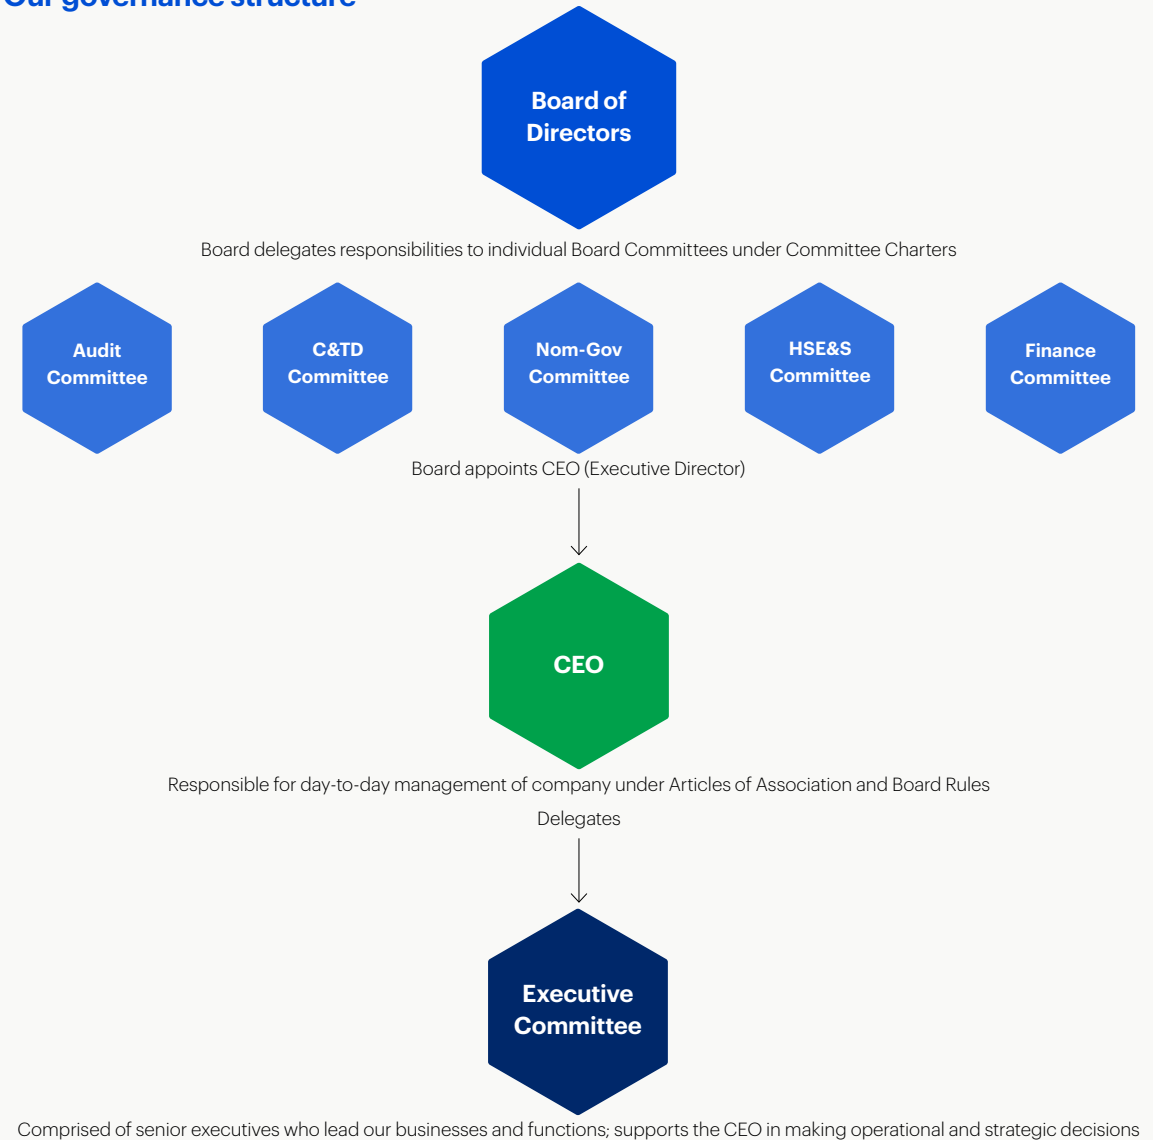 Our governance structure
Board of
Directors
Board delegates responsibilities to individual Board Committees under Committee Charters
Audit
Committee
C&TD
Committee
Nom-Gov
Committee
HSE&S
Committee
Finance
Committee
Board appoints CEO (Executive Director)
CEO
Responsible for day-to-day management of company under Articles of Association and Board Rules
Delegates
Executive
Committee
Comprised of senior executives who lead our businesses and functions; supports the CEO in making operational and strategic decisions